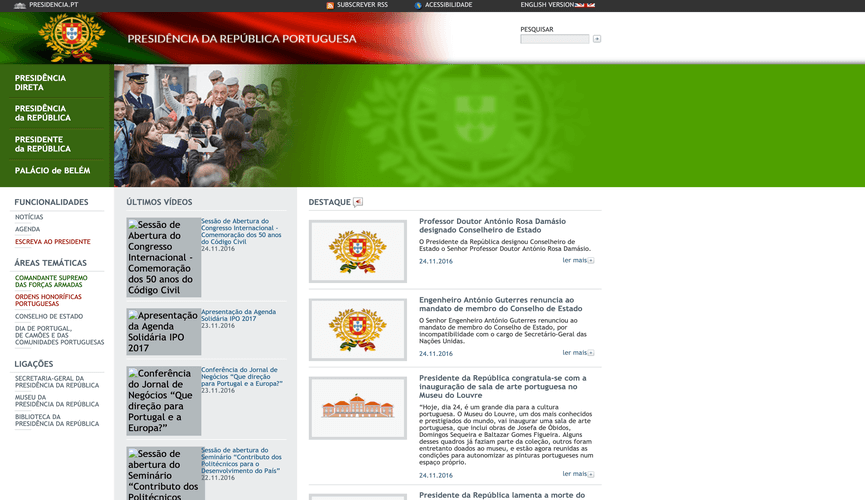 PRESIDENCIA.PT
SUBSCREVER RSS
ACESSIBILIDADE
ENGLISH VERSION
PRESIDÊNCIA DA REPÚBLICA PORTUGUESA
PESQUISAR
PRESIDÊNCIA
DIRETA
PRESIDÊNCIA
da REPÚBLICA
PRESIDENTE
da REPÚBLICA
PALÁCIO de BELÉM
FUNCIONALIDADES
NOTÍCIAS
AGENDA
ESCREVA AO PRESIDENTE
ÁREAS TEMÁTICAS
COMANDANTE SUPREMO
DAS FORÇAS ARMADAS
ORDENS HONORÍFICAS
PORTUGUESAS
CONSELHO DE ESTADO
DIA DE PORTUGAL,
DE CAMÕES E DAS
COMUNIDADES PORTUGUESAS
LIGAÇÕES
SECRETARIA-GERAL DA
PRESIDÊNCIA DA REPÚBLICA
MUSEU DA
PRESIDÊNCIA DA REPÚBLICA
BIBLIOTECA DA
PRESIDÊNCIA DA REPÚBLICA
ÚLTIMOS VÍDEOS
Sessão de
Abertura do
Congresso
Internacional -
Comemoração
dos 50 anos
do Código Civil
Sessão de Abertura do
Congresso Internacional -
Comemoração dos 50 anos
do Código Civil
24.11.2016
Apresentação
da Agenda
Solidária IPO
2017
Apresentação da Agenda
Solidária IPO 2017
23.11.2016
Conferência
do Jornal de
Negócios “Que
direção para
Portugal e a
Europa?”
Conferência do Jornal de
Negócios “Que direção
para Portugal e a Europa?”
23.11.2016
Sessão de
abertura do
Seminário
“Contributo dos
Politécnicos
Sessão de abertura do
Seminário “Contributo dos
Politécnicos para o
Desenvolvimento do País”
22.11.2016
DESTAQUE
Professor Doutor António Rosa Damásio
designado Conselheiro de Estado
O Presidente da República designou Conselheiro de
Estado o Senhor Professor Doutor António Rosa Damásio.
24.11.2016
ler mais
Engenheiro António Guterres renuncia ao
mandato de membro do Conselho de Estado
O Senhor Engenheiro António Guterres renunciou ao
mandato de membro do Conselho de Estado, por
incompatibilidade com o cargo de Secretário-Geral das
Nações Unidas.
24.11.2016
ler mais
Presidente da República congratula-se com a
inauguração de sala de arte portuguesa no
Museu do Louvre
“Hoje, dia 24, é um grande dia para a cultura
portuguesa. O Museu do Louvre, um dos mais conhecidos
e prestigiados do mundo, vai inaugurar uma sala de arte
portuguesa, que inclui obras de Josefa de Óbidos,
Domingos Sequeira e Baltazar Gomes Figueira. Alguns
desses quadros já faziam parte da coleção, outros foram
entretanto doados ao museu, e estão agora reunidas as
condições para autonomizar as pinturas portuguesas num
espaço próprio.
24.11.2016
ler mais
Presidente da República lamenta a morte do